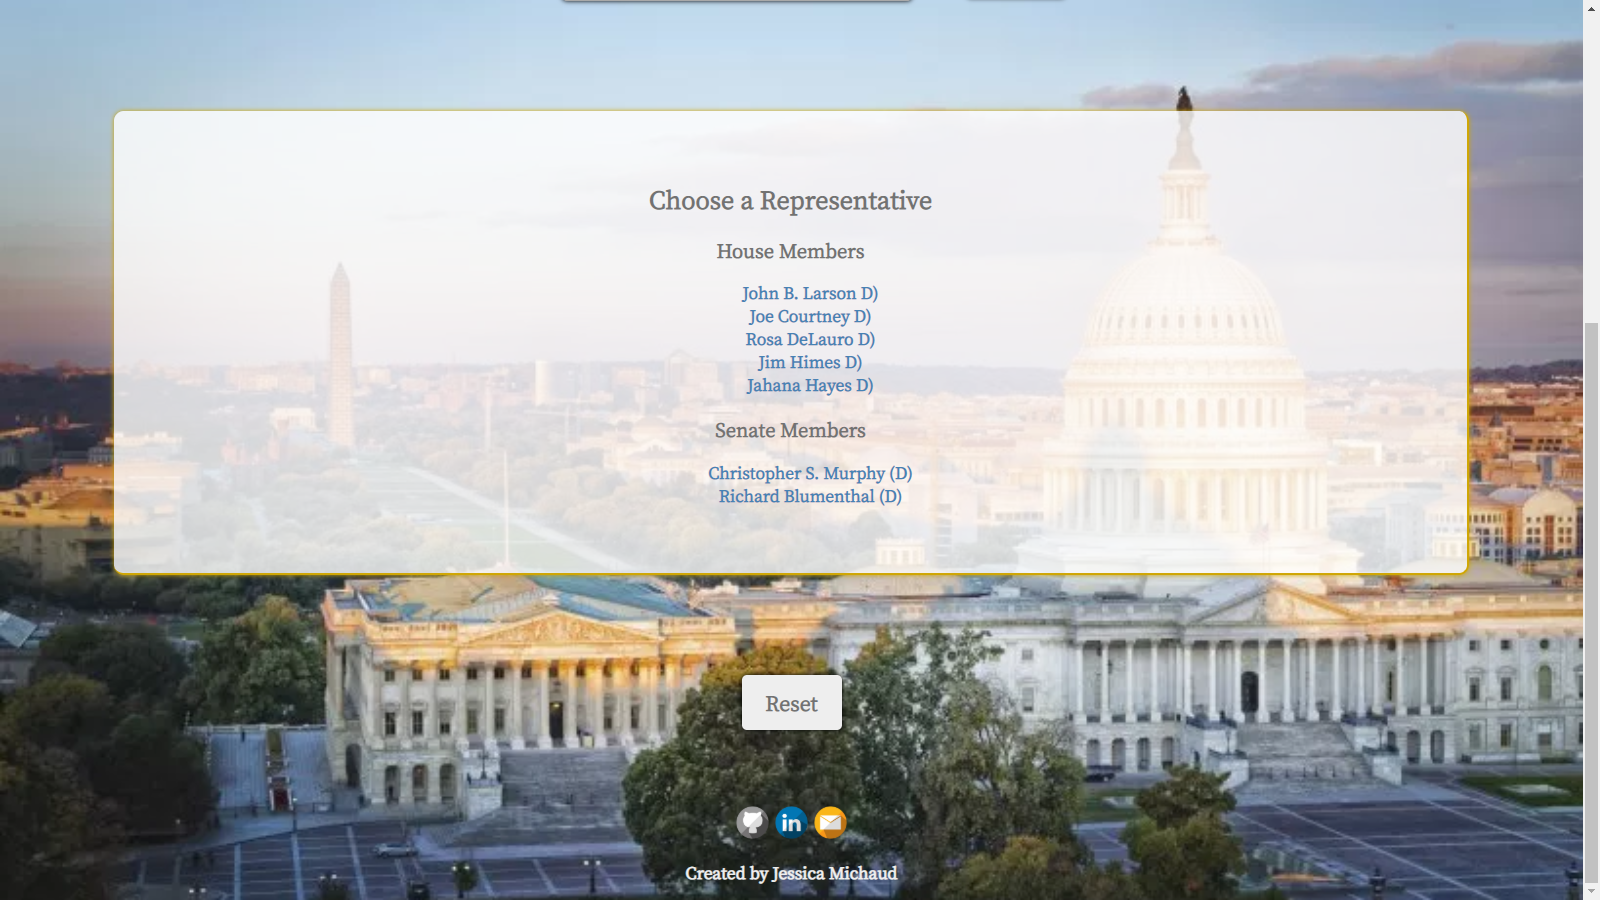 Choose a Representative
House Members
John B. Larson D)
Joe Courtney D)
Rosa DeLauro D)
Jim Himes D)
Jahana Hayes D)
Senate Members
Christopher S. Murphy (D)
Richard Blumenthal (D)
Reset
in
Created by Jessica Michaud